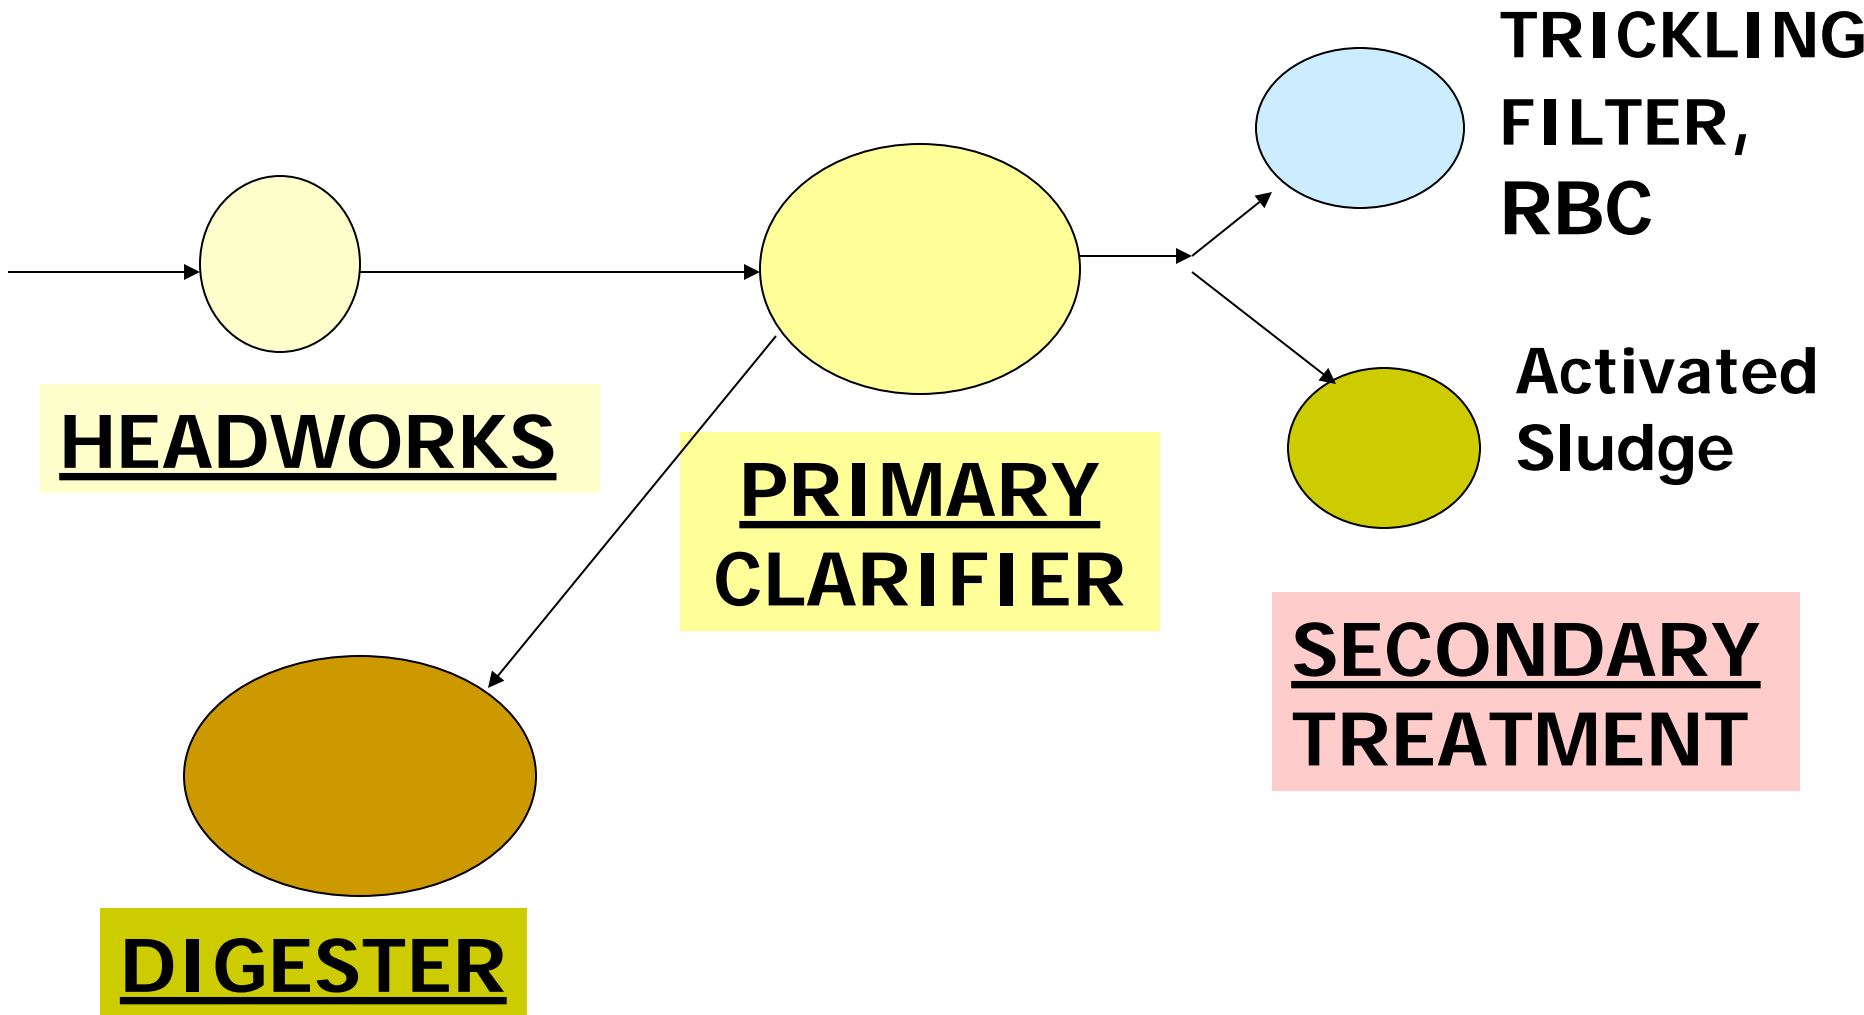 TRICKLING
FILTER,
RBC
HEADWORKS
PRIMARY
CLARIFIER
Activated
Sludge
SECONDARY
TREATMENT
DIGESTER